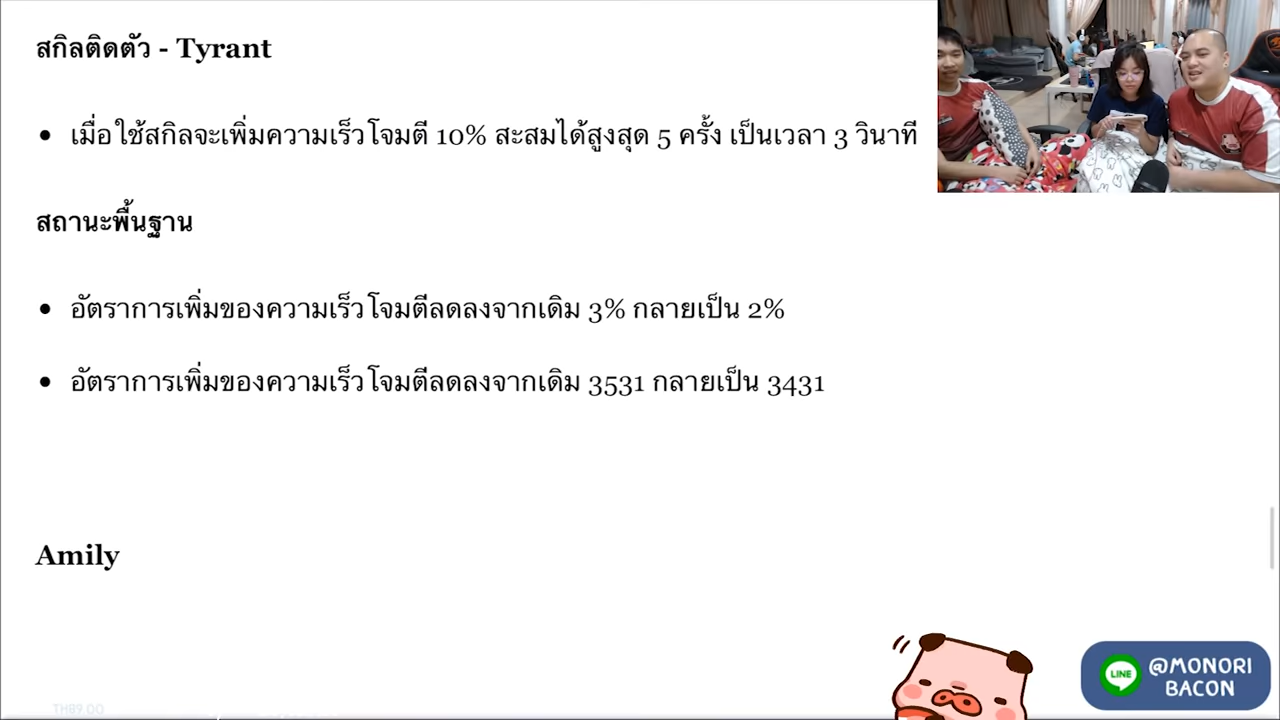 สกิลติดตัว - Tyrant
เมื่อใช้สกิลจะเพิ่มความเร็วโจมตี 10% สะสมได้สูงสุด 5 ครั้ง เป็นเวลา 3 วินาที
สถานะพื้นฐาน
อัตราการเพิ่มของความเร็วโจมตีลดลงจากเดิม 3% กลายเป็น 2%
อัตราการเพิ่มของความเร็วโจมตีลดลงจากเดิม 3531 กลายเป็น 3431
Amily
LINE
@MONORI
BACON
TH89.00